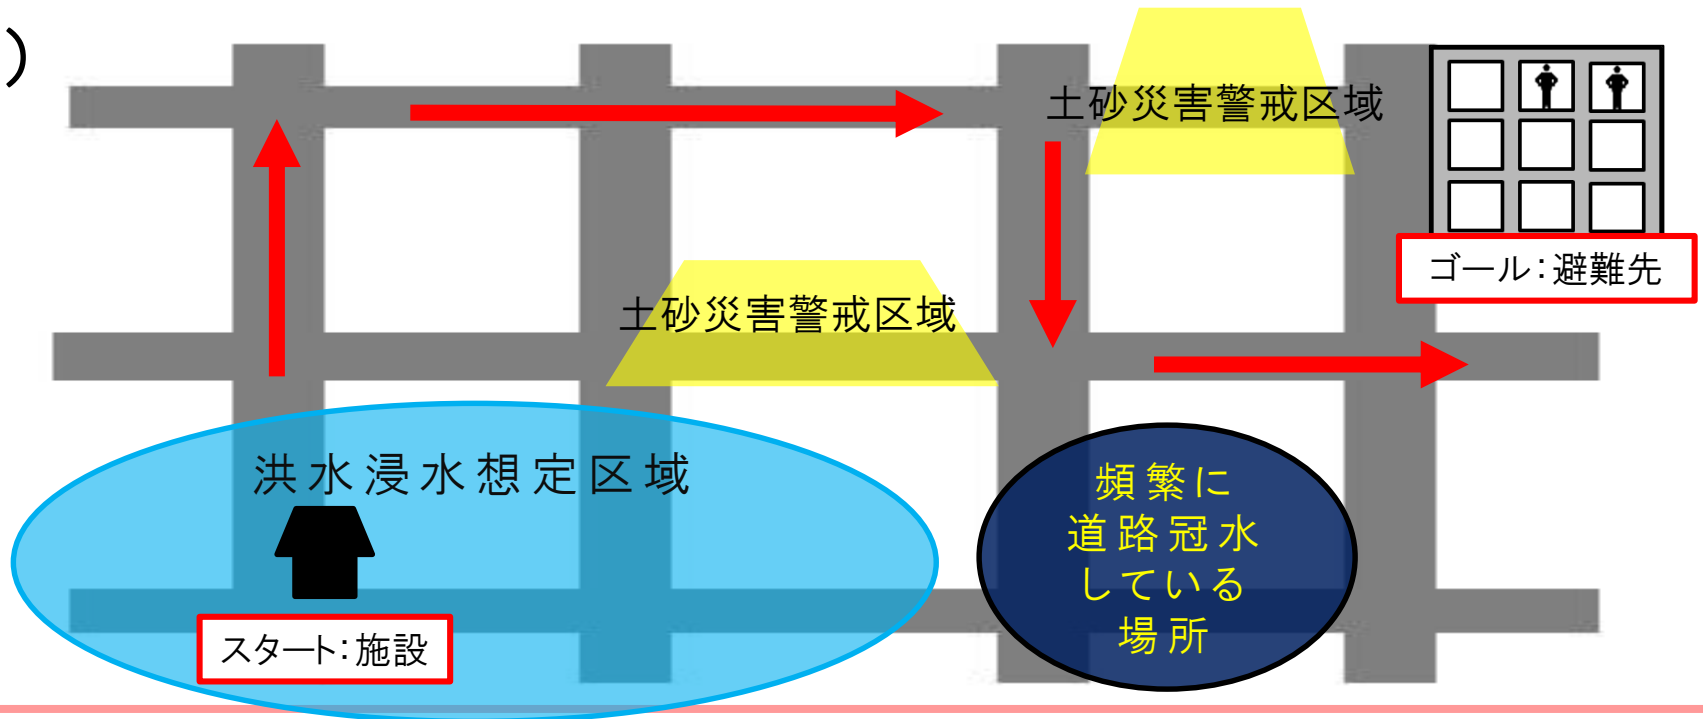 ）
土砂災害警戒区域
ゴール：避難先
土砂災害警戒区域
洪水浸水想定区域
頻繁に
道路冠水
している
場所
スタート：施設